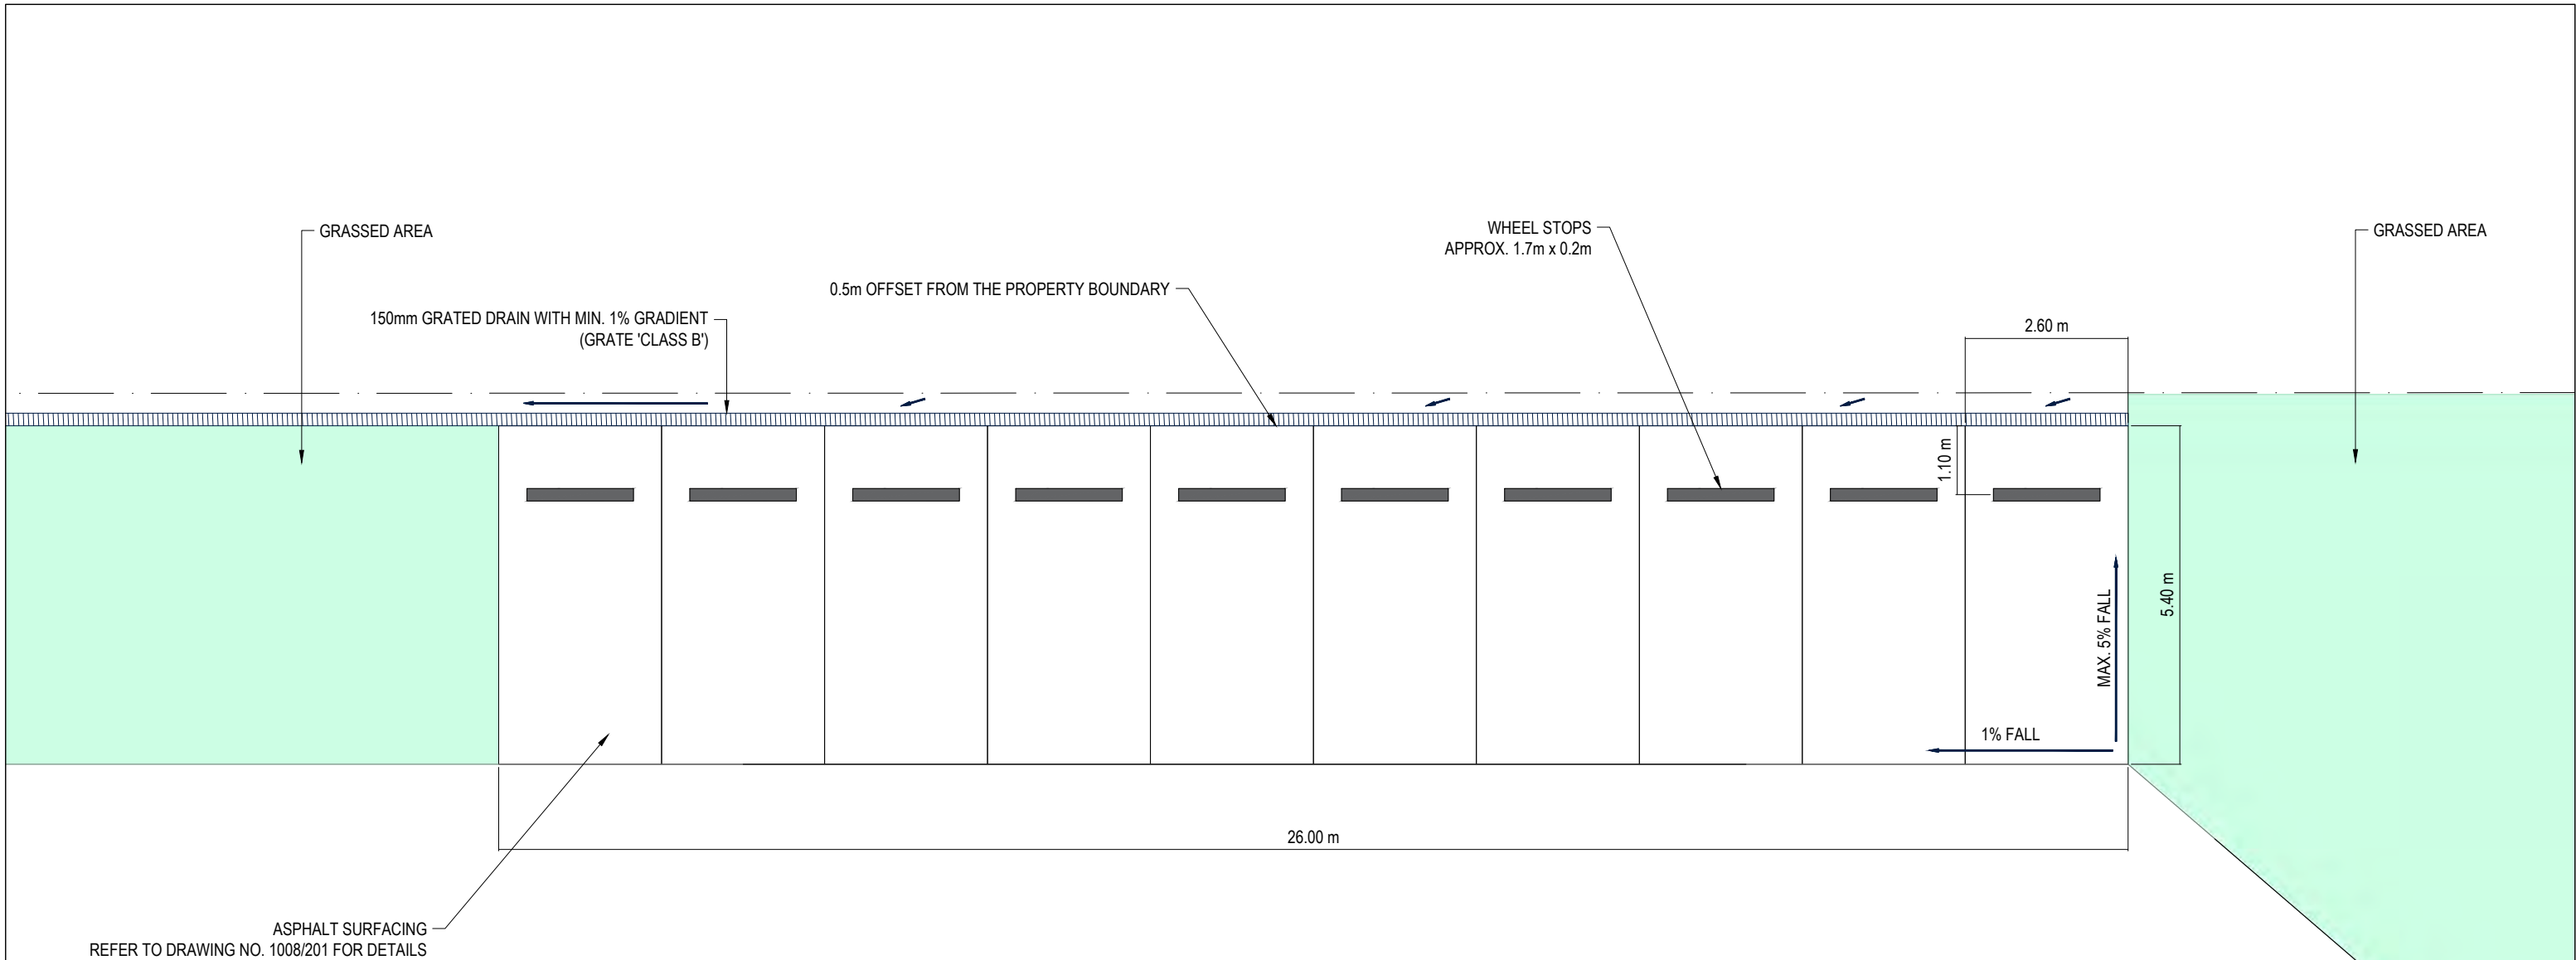 GRASSED AREA
WHEEL STOPS
APPROX. 1.7m x 0.2m
GRASSED AREA
0.5m OFFSET FROM THE PROPERTY BOUNDARY
150mm GRATED DRAIN WITH MIN. 1% GRADIENT
(GRATE 'CLASS B')
2.60 m
1.10 m
5.40 m
MAX. 5% FALL
1% FALL
26.00 m
ASPHALT SURFACING
REFER TO DRAWING NO. 1008/201 FOR DETAILS